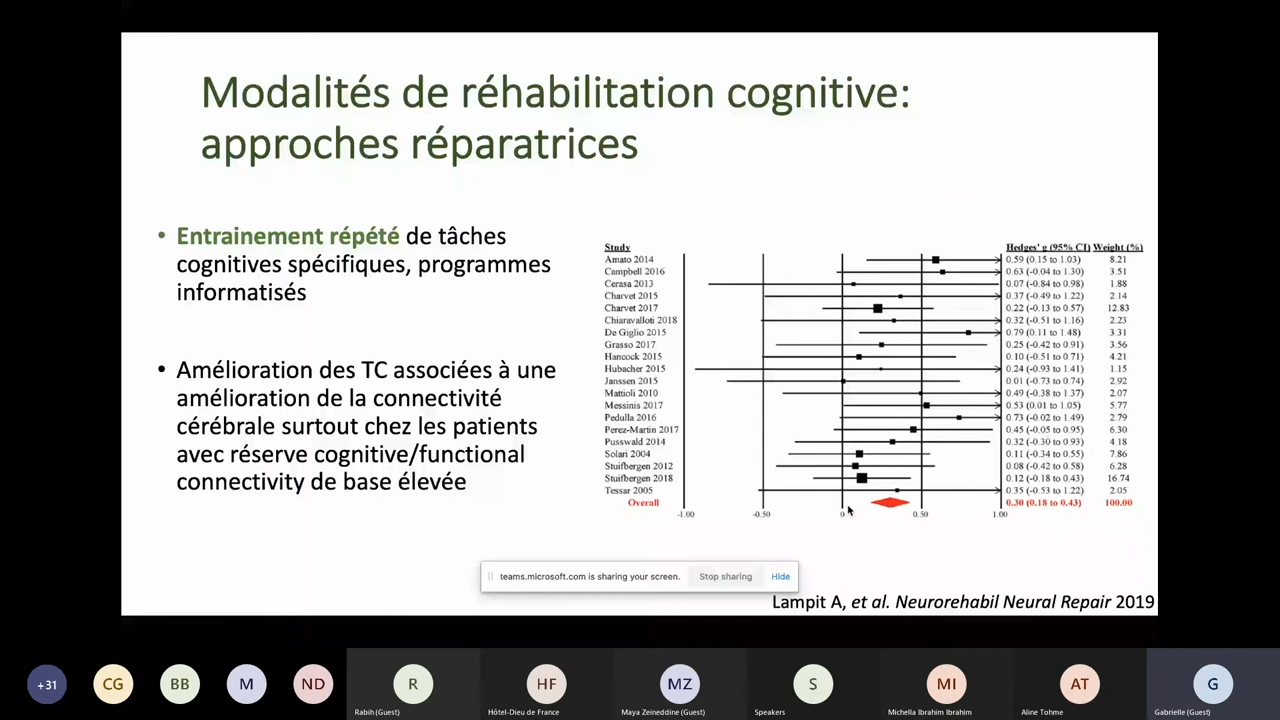 Modalités de réhabilitation cognitive:
approches réparatrices
• Entrainement répété de tâches
cognitives spécifiques, programmes
informatisés
• Amélioration des TC associées à une
amélioration de la connectivité
cérébrale surtout chez les patients
avec réserve cognitive/functional
connectivity de base élevée
Study Hedges' g (95% CI) Weight (%)
Amato 2014 0.59 (0.15 to 1.03) 8.21
Campbell 2016 0.63 (-0.04 to 1.30) 3.51
Cerasa 2013 0.07 (-0.84 to 0.98) 1.88
Charvet 2015 0.37 (-0.49 to 1.22) 2.14
Charvet 2017 0.22 (-0.13 to 0.57) 12.83
Chiaravalloti 2018 0.32 (-0.51 to 1.16) 2.23
De Giglio 2015 0.79 (0.11 to 1.48) 3.31
Grasso 2017 0.25 (-0.42 to 0.91) 3.56
Hancock 2015 0.10 (-0.51 to 0.71) 4.21
Hubacher 2015 0.24 (-0.93 to 1.41) 1.15
Janssen 2015 0.01 (-0.73 to 0.74) 2.92
Mattioli 2010 0.49 (-0.38 to 1.37) 2.07
Messinis 2017 0.53 (0.01 to 1.05) 5.77
Pedulla 2016 0.73 (-0.02 to 1.49) 2.79
Perez-Martin 2017 0.45 (-0.05 to 0.95) 6.30
Pusswald 2014 0.32 (-0.30 to 0.93) 4.18
Solari 2004 0.11 (-0.34 to 0.55) 7.86
Stuifbergen 2012 0.08 (-0.42 to 0.58) 6.28
Stuifbergen 2018 0.12 (-0.18 to 0.43) 16.74
Tessar 2005 0.35 (-0.53 to 1.22) 2.05
Overall 0.30 (0.18 to 0.43) 100.00
-1.00 -0.50 0 0.50 1.00
teams.microsoft.com is sharing your screen. Stop sharing Hide
Lampit A, et al. Neurorehabil Neural Repair 2019
+31 CG BB M ND R HF MZ S MI AT G
Rabih (Guest) Hôtel-Dieu de France Maya Zeineddine (Guest) Speakers Michella Ibrahim Ibrahim Aline Tohme Gabrielle (Guest)